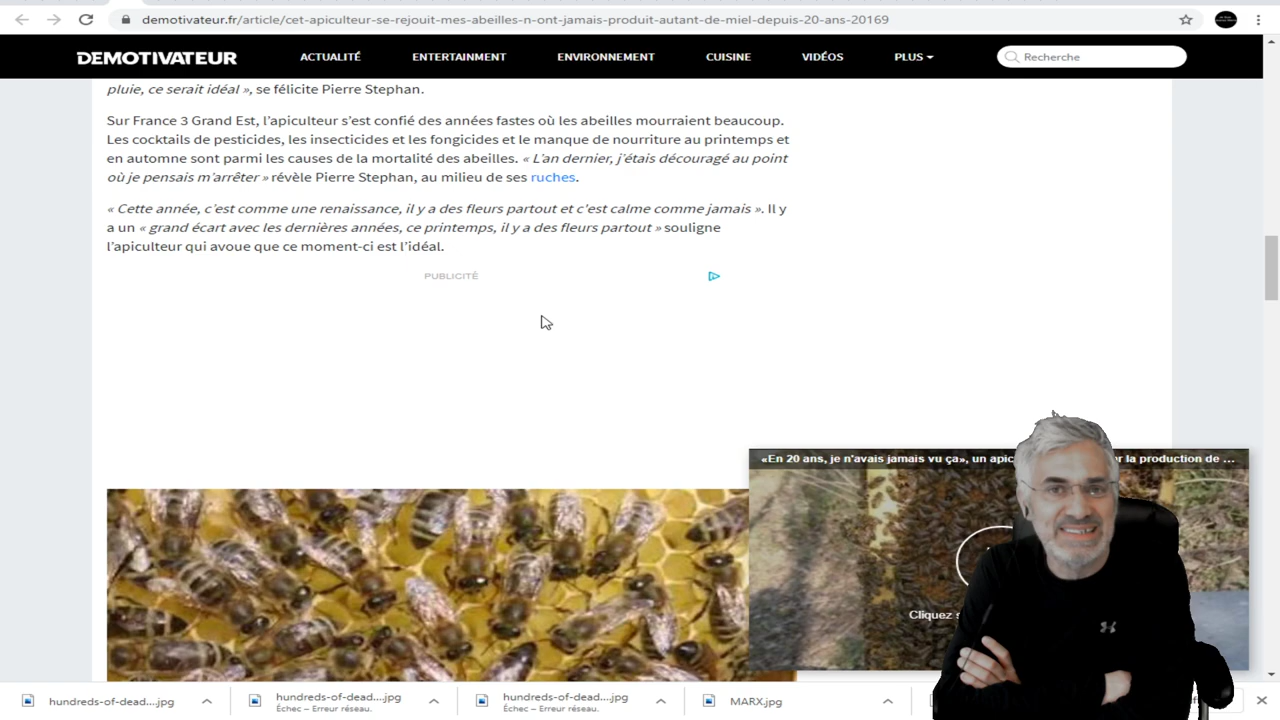 demotivateur.fr/article/cet-apiculteur-se-rejouit-mes-abeilles-n-ont-jamais-produit-autant-de-miel-depuis-20-ans-20169
DEMOTIVATEUR ACTUALITÉ ENTERTAINMENT ENVIRONNEMENT CUISINE VIDÉOS PLUS Recherche
pluie, ce serait idéal », se félicite Pierre Stephan.
Sur France 3 Grand Est, l’apiculteur s’est confié des années fastes où les abeilles mourraient beaucoup.
Les cocktails de pesticides, les insecticides et les fongicides et le manque de nourriture au printemps et
en automne sont parmi les causes de la mortalité des abeilles. « L’an dernier, j’étais découragé au point
où je pensais m’arrêter » révèle Pierre Stephan, au milieu de ses ruches.
« Cette année, c’est comme une renaissance, il y a des fleurs partout et c’est calme comme jamais ». Il y
a un « grand écart avec les dernières années, ce printemps, il y a des fleurs partout » souligne
l’apiculteur qui avoue que ce moment-ci est l’idéal.
PUBLICITÉ
«En 20 ans, je n'avais jamais vu ça», un apic r la production de ...
Cliquez s
hundreds-of-dead....jpg
hundreds-of-dead....jpg
Échec – Erreur réseau.
hundreds-of-dead....jpg
Échec – Erreur réseau.
MARX.jpg